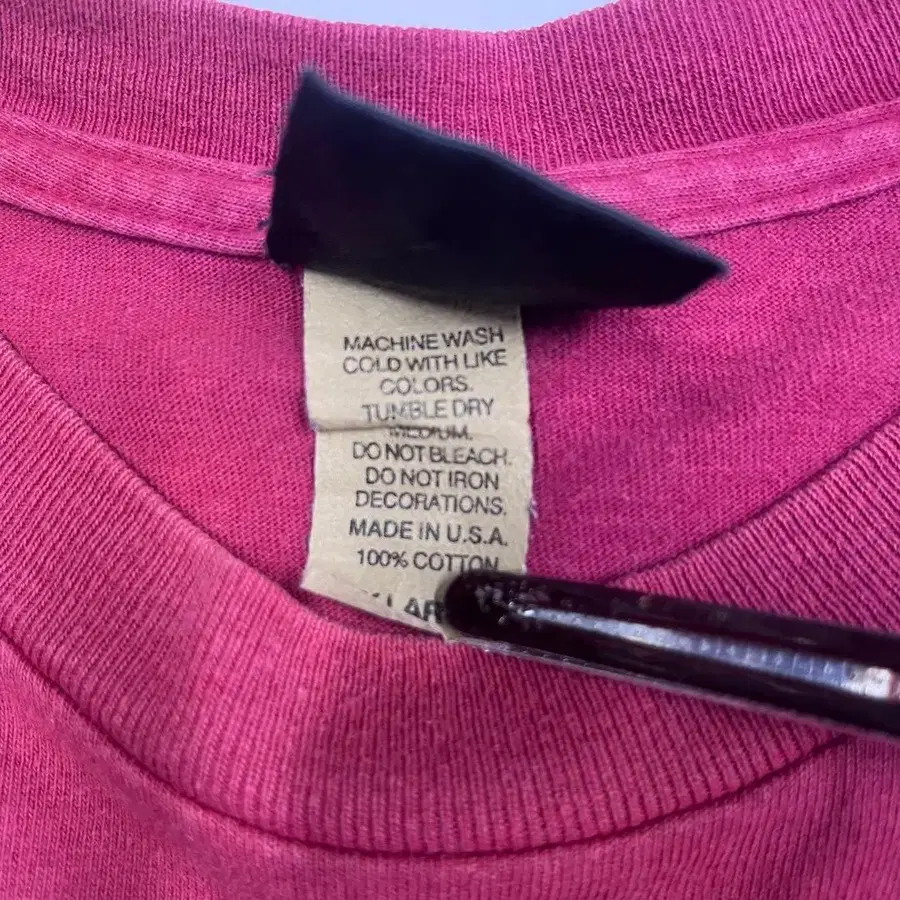 MACHINE WASH
COLD WITH LIKE
COLORS.
TUMBLE DRY
MEDIUM.
DO NOT BLEACH.
DO NOT IRON
DECORATIONS.
MADE IN U.S.A.
100% COTTON